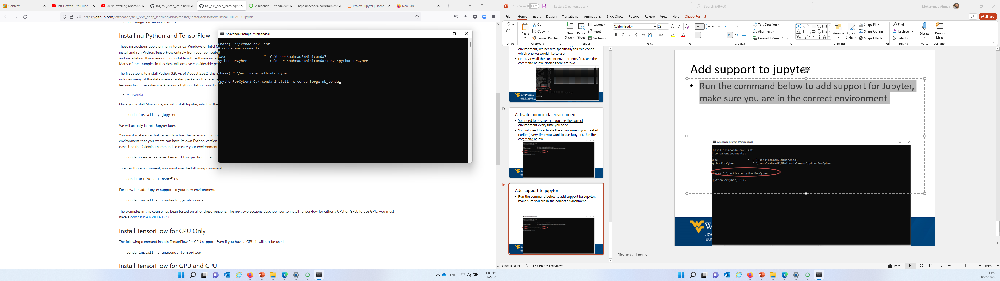 Content
Jeff Heaton - YouTube
2019: Installing Anacond
t81_558_deep_learning/t
t81_558_deep_learning/t
Miniconda — conda do
repo.anaconda.com/minicon
Project Jupyter | Home
New Tab
https://github.com/jeffheaton/t81_558_deep_learning/blob/master/install/tensorflow-install-jul-2020.ipynb
Use Google CoLab in the Cloud
Installing Python and TensorFlow
These instructions apply primarily to Linux, Windows or Intel M
install and run Python/TensorFlow entirely from your compute
and installation. If you are not confortable with software instal
Many of the examples in this class will achieve considerable pe
The first step is to install Python 3.9. As of August 2022, this i
includes many of the data science related packages that are ne
features from the extensive Anaconda Python distribution. Do
• Miniconda
Once you install Miniconda, we will install Jupyter, which is the
conda install -y jupyter
We will actually launch Jupyter later.
You must make sure that TensorFlow has the version of Pytho
environment that you create can have its own Python version,
class. Use the following command to create your environment.
conda create --name tensorflow python=3.9
To enter this environment, you must use the following command:
conda activate tensorflow
For now, lets add Jupyter support to your new environment.
conda install -c conda-forge nb_conda
The examples in this course has been tested on all of these versions. The next two sections describe how to install TensorFlow for either a CPU or GPU. To use GPU, you must
have a compatible NVIDIA GPU.
Install TensorFlow for CPU Only
The following command installs TensorFlow for CPU support. Even if you have a GPU, it will not be used.
conda install -c anaconda tensorflow
Install TensorFlow for GPU and CPU
Anaconda Prompt (Miniconda3)
(base) C:\>conda env list
# conda environments:
#
base * C:\Users\mahmad2\Miniconda3
pythonForCyber C:\Users\mahmad2\Miniconda3\envs\pythonForCyber
(base) C:\>activate pythonForCyber
(pythonForCyber) C:\>conda install -c conda-forge nb_conda
ENG
1:13 PM
8/24/2022
AutoSave Off
Lecture 2-python.pptx
Search (Alt+Q)
Mohammad Ahmad
File Home Insert Design Transitions Animations Slide Show Record Review View Help Shape Format
Share
Undo
Paste
Cut
Copy
Format Painter
Clipboard
New Slide
Reuse Slides
Layout
Reset
Section
Slides
Calibri (Body) 28
Font
Text Direction
Align Text
Convert to SmartArt
Paragraph
Arrange
Quick Styles
Shape Fill
Shape Outline
Shape Effects
Drawing
Find
Replace
Select
Editing
Dictate
Voice
Design Ideas
Designer
environment, we need to specifically tell miniconda
which one we would like to use
• Let us view all the current environments first, use the
command below. Notice there are two.
15
Activate miniconda environment
• You need to ensure that you use the correct
environment every time you code.
• You will need to activate the environment you created
earlier (every time you want to use Jupyter). Use the
command below
16
Add support to jupyter
• Run the command below to add support for Jupyter,
make sure you are in the correct environment
Add support to jupyter
• Run the command below to add support for Jupyter,
make sure you are in the correct environment
Anaconda Prompt (Miniconda3)
(base) C:\>conda env list
# conda environments:
#
base * C:\Users\mahmad2\Miniconda3
pythonForCyber C:\Users\mahmad2\Miniconda3\envs\pythonForCyber
(base) C:\>activate pythonForCyber
(pythonForCyber) C:\>
Click to add notes
Slide 16 of 16
English (United States)
Notes
105%
1:13 PM
8/24/2022